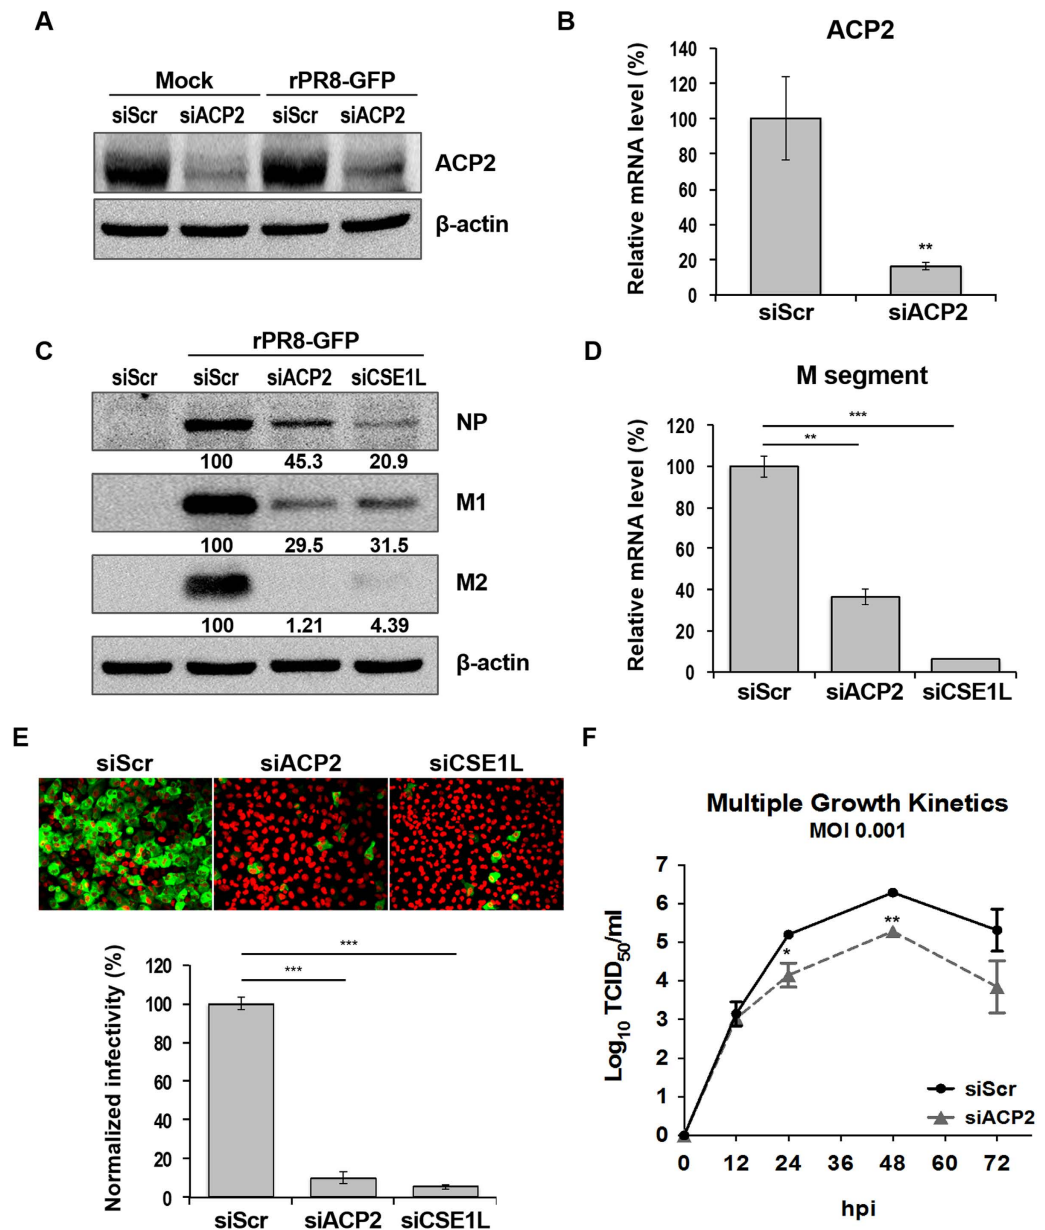 A
Mock rPR8-GFP
siScr siACP2 siScr siACP2
ACP2
β-actin
B
ACP2
Relative mRNA level (%)
140
120
100
80
60
40
20
0
**
siScr siACP2
C
rPR8-GFP
siScr siScr siACP2 siCSE1L
NP
100 45.3 20.9
M1
100 29.5 31.5
M2
100 1.21 4.39
β-actin
D
M segment
Relative mRNA level (%)
120
100
80
60
40
20
0
***
**
siScr siACP2 siCSE1L
E
siScr siACP2 siCSE1L
Normalized infectivity (%)
120
100
80
60
40
20
0
***
***
siScr siACP2 siCSE1L
F
Multiple Growth Kinetics
MOI 0.001
Log10 TCID50/ml
7
6
5
4
3
2
1
0
*
**
siScr
siACP2
0 12 24 36 48 60 72
hpi